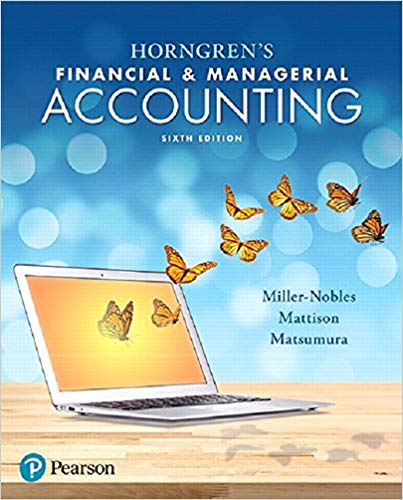 HORNGREN'S
FINANCIAL & MANAGERIAL
ACCOUNTING
SIXTH EDITION
Miller-Nobles
Mattison
Matsumura
Pearson